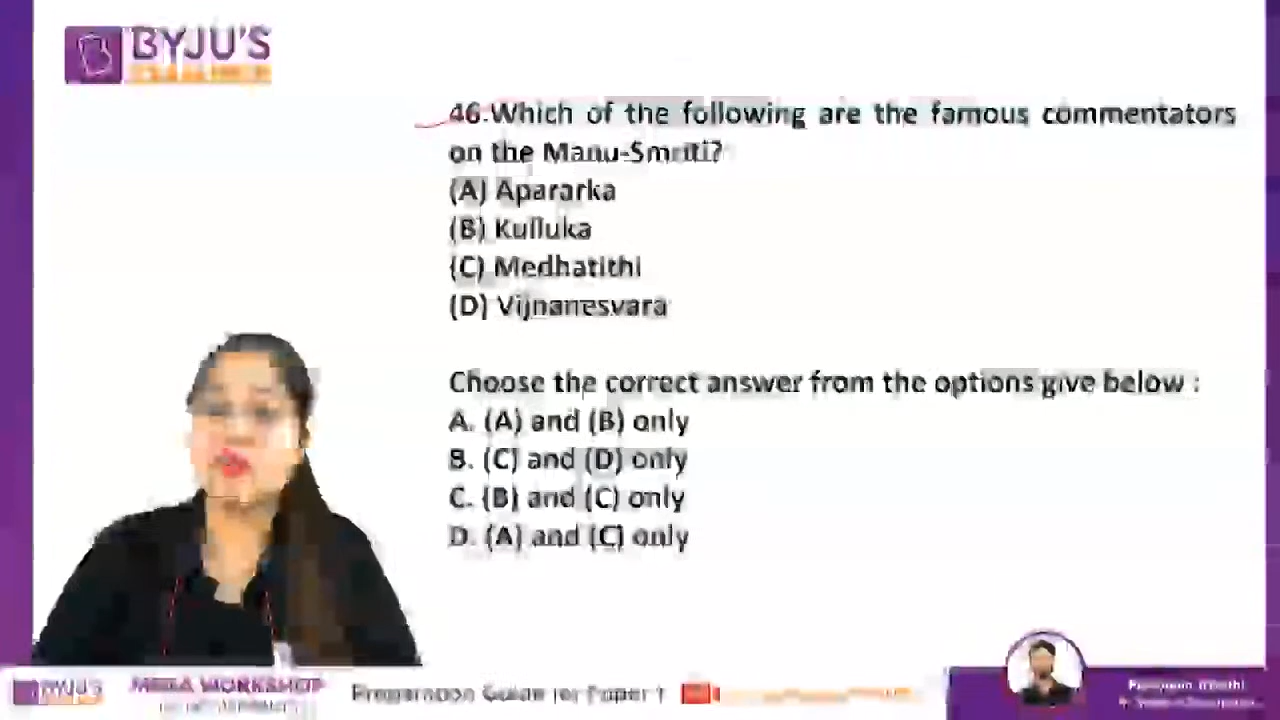 BYJU'S
46.Which of the following are the famous commentators
on the Manu-Smriti?
(A) Apararka
(B) Kulluka
(C) Medhatithi
(D) Vijnanesvara
Choose the correct answer from the options give below :
A. (A) and (B) only
B. (C) and (D) only
C. (B) and (C) only
D. (A) and (C) only
BYJU'S
MEGA WORKSHOP
Preparation Guide for Paper 1